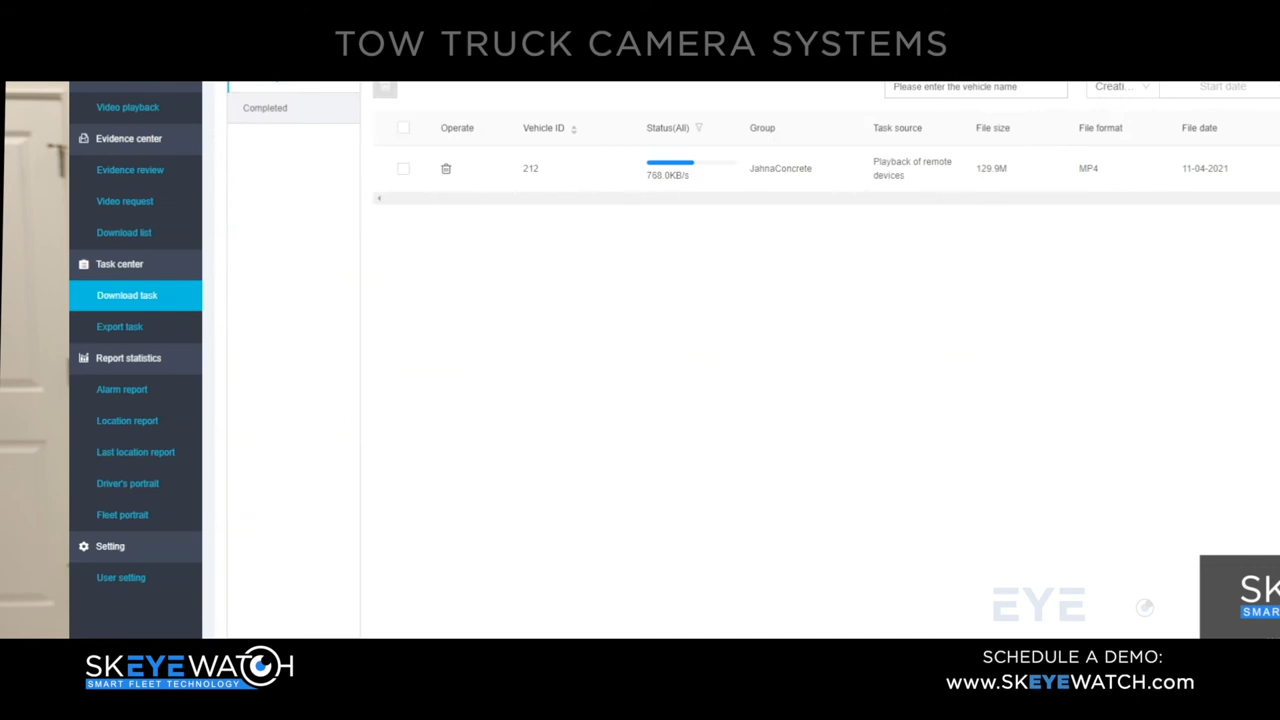 TOW TRUCK CAMERA SYSTEMS
Video playback
Evidence center
Evidence review
Video request
Download list
Task center
Download task
Export task
Report statistics
Alarm report
Location report
Last location report
Driver's portrait
Fleet portrait
Setting
User setting
Completed
Please enter the vehicle name
Creati...
Start date
Operate Vehicle ID Status(All) Group Task source File size File format File date
212 768.0KB/s JahnaConcrete Playback of remote devices 129.9M MP4 11-04-2021
EYE
SK
SMAR
SKEYEWATCH
SMART FLEET TECHNOLOGY
SCHEDULE A DEMO:
www.SKEYEWATCH.com